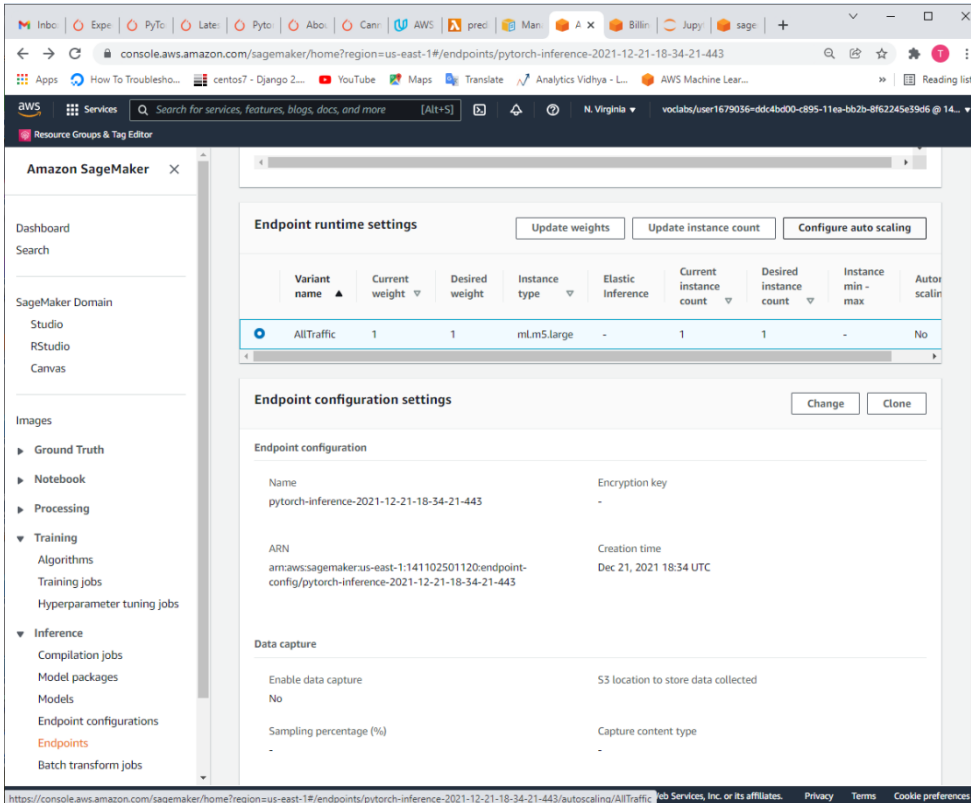 Inbo Expe PyTo Lates Pyto Abou Cann AWS pred Man A Billin Jupy sage
console.aws.amazon.com/sagemaker/home?region=us-east-1#/endpoints/pytorch-inference-2021-12-21-18-34-21-443 T
Apps How To Troublesho... centos7 - Django 2.... YouTube Maps Translate Analytics Vidhya - L... AWS Machine Lear... » Reading list
aws Services Search for services, features, blogs, docs, and more [Alt+S] N. Virginia voclabs/user1679036=ddc4bd00-c895-11ea-bb2b-8f62245e39d6 @ 14...
Resource Groups & Tag Editor
Amazon SageMaker
Dashboard
Search
SageMaker Domain
Studio
RStudio
Canvas
Images
Ground Truth
Notebook
Processing
Training
Algorithms
Training jobs
Hyperparameter tuning jobs
Inference
Compilation jobs
Model packages
Models
Endpoint configurations
Endpoints
Batch transform jobs
Endpoint runtime settings Update weights Update instance count Configure auto scaling
Variant name Current weight Desired weight Instance type Elastic Inference Current instance count Desired instance count Instance min - max Autom scalin
AllTraffic 1 1 ml.m5.large - 1 1 - No
Endpoint configuration settings Change Clone
Endpoint configuration
Name Encryption key
pytorch-inference-2021-12-21-18-34-21-443 -
ARN Creation time
arn:aws:sagemaker:us-east-1:141102501120:endpoint- Dec 21, 2021 18:34 UTC
config/pytorch-inference-2021-12-21-18-34-21-443
Data capture
Enable data capture S3 location to store data collected
No
Sampling percentage (%) Capture content type
- -
https://console.aws.amazon.com/sagemaker/home?region=us-east-1#/endpoints/pytorch-inference-2021-12-21-18-34-21-443/autoscaling/AllTraffic eb Services, Inc. or its affiliates. Privacy Terms Cookie preferences